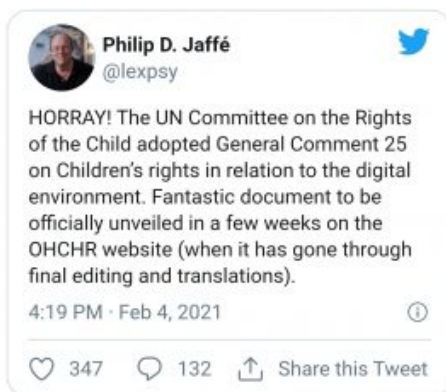 Philip D. Jaffé
@lexpsy
HORRAY! The UN Committee on the Rights
of the Child adopted General Comment 25
on Children's rights in relation to the digital
environment. Fantastic document to be
officially unveiled in a few weeks on the
OHCHR website (when it has gone through
final editing and translations).
4:19 PM · Feb 4, 2021
347 132 Share this Tweet